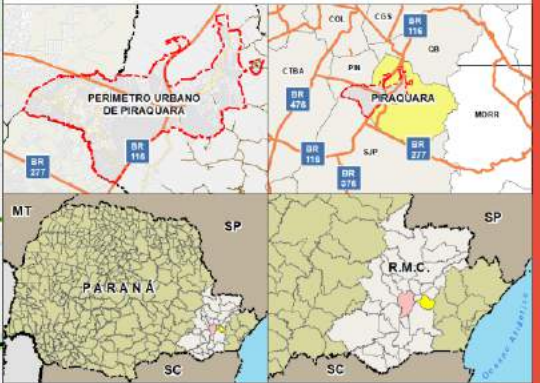 PERÍMETRO URBANO
DE PIRAQUARA
BR
116
BR
277
COL
CGS
BR
116
QB
CTBA
PIN
BR
476
PIRAQUARA
MORR
BR
116
SJP
BR
277
BR
376
MT
SP
PARANÁ
SC
SP
R.M.C.
SC
Oceano Atlântico